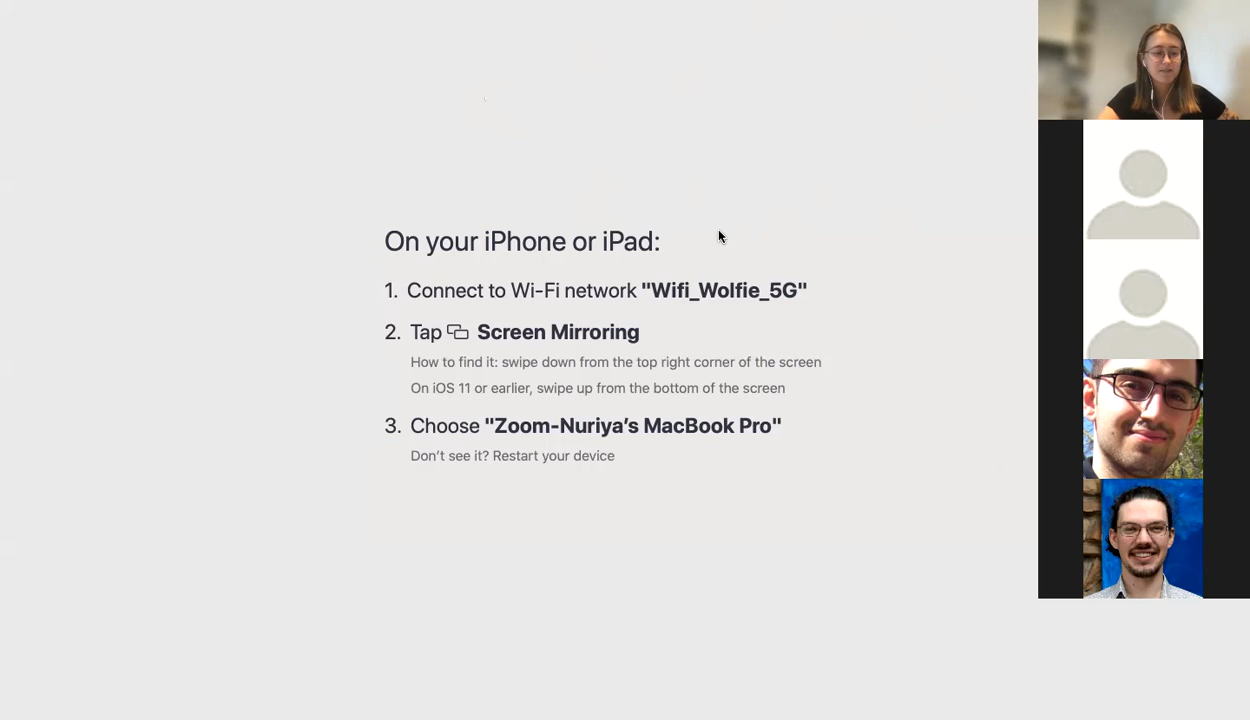 On your iPhone or iPad:
1. Connect to Wi-Fi network "Wifi_Wolfie_5G"
2. Tap Screen Mirroring
How to find it: swipe down from the top right corner of the screen
On iOS 11 or earlier, swipe up from the bottom of the screen
3. Choose "Zoom-Nuriya’s MacBook Pro"
Don’t see it? Restart your device